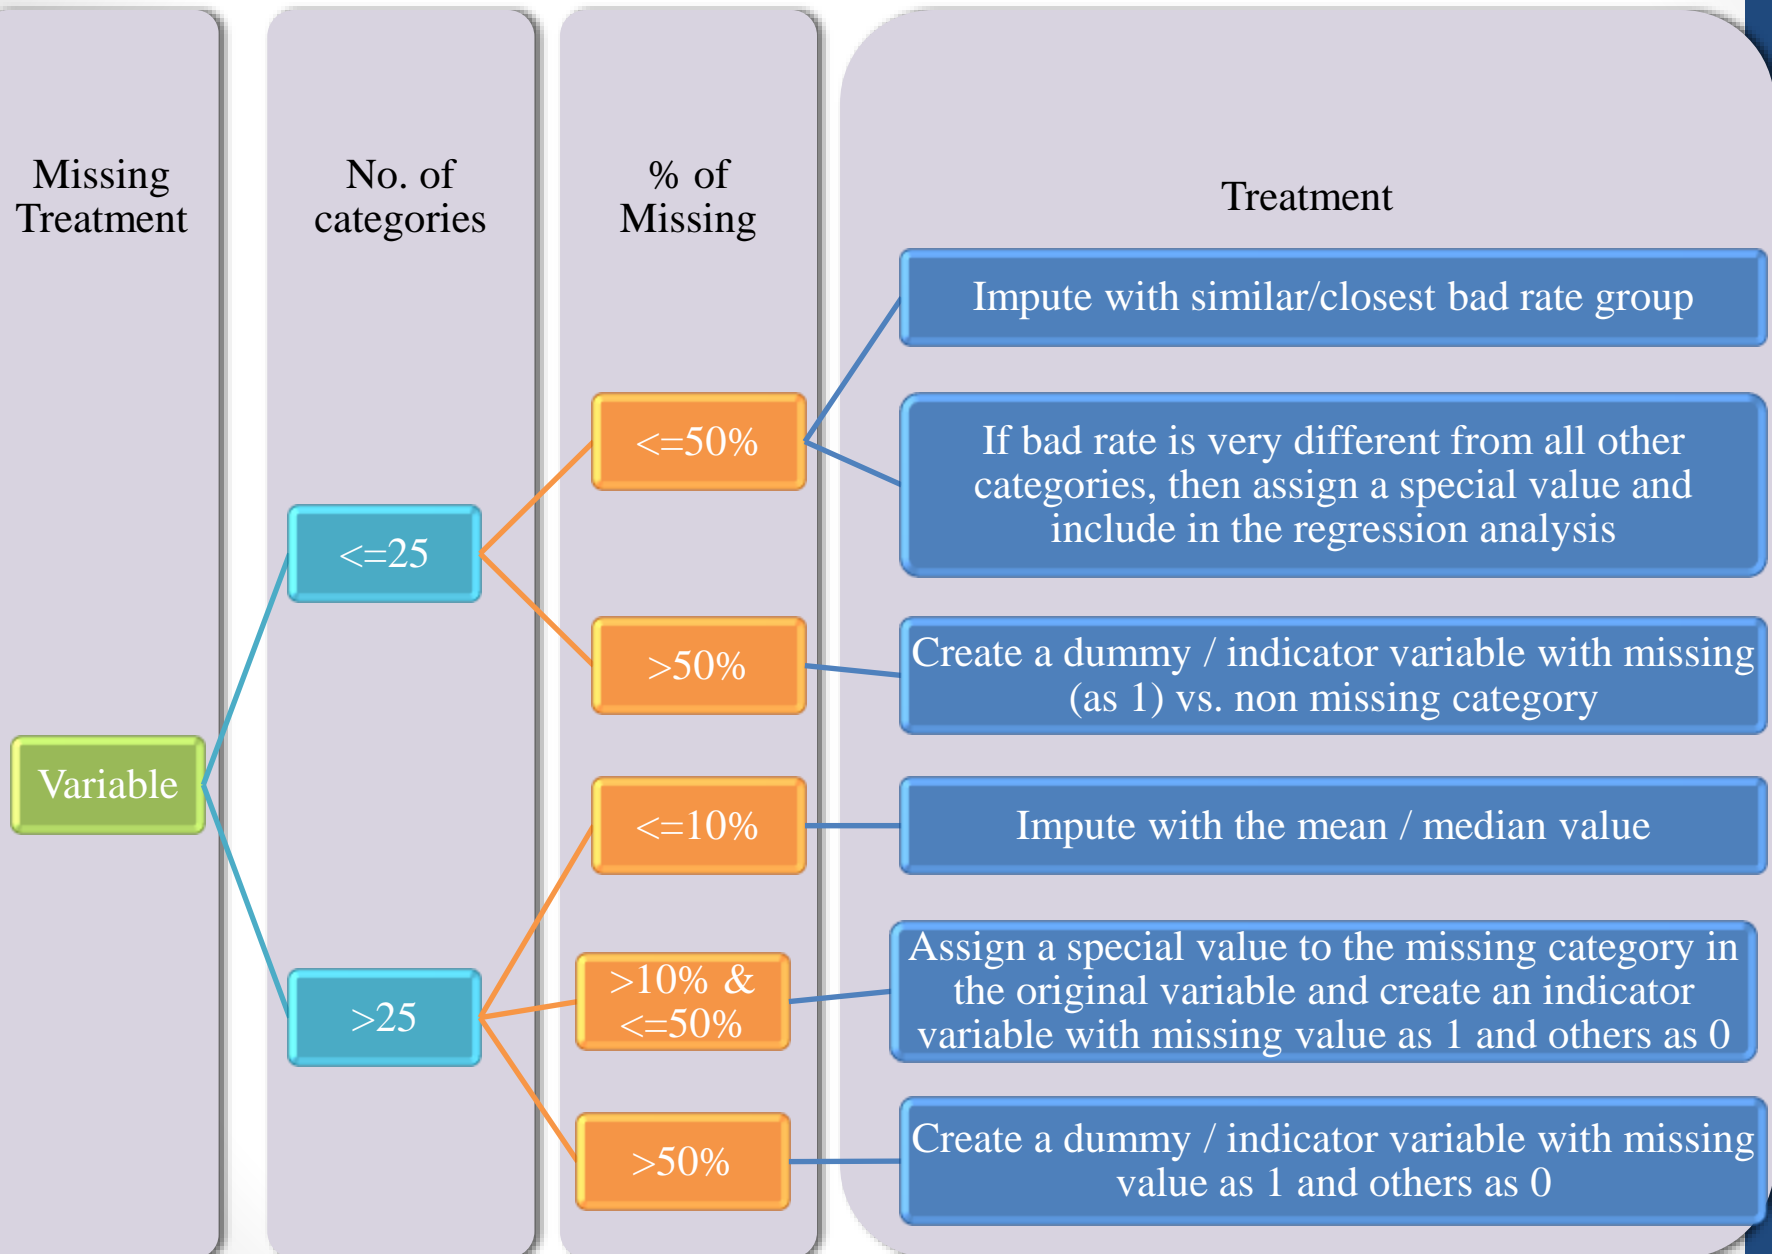 Missing
Treatment
No. of
categories
% of
Missing
Treatment
Impute with similar/closest bad rate group
<=50%
If bad rate is very different from all other
categories, then assign a special value and
include in the regression analysis
<=25
>50%
Create a dummy / indicator variable with missing
(as 1) vs. non missing category
Variable
<=10%
Impute with the mean / median value
>25
>10% &
<=50%
Assign a special value to the missing category in
the original variable and create an indicator
variable with missing value as 1 and others as 0
>50%
Create a dummy / indicator variable with missing
value as 1 and others as 0